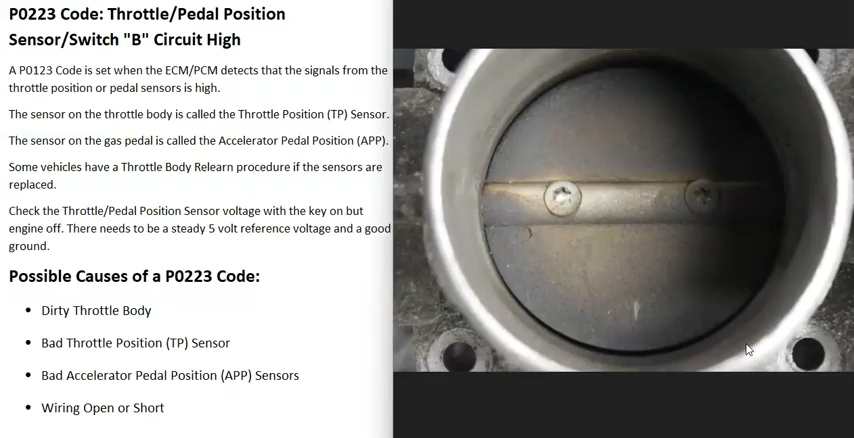 P0223 Code: Throttle/Pedal Position
Sensor/Switch "B" Circuit High
A P0123 Code is set when the ECM/PCM detects that the signals from the
throttle position or pedal sensors is high.
The sensor on the throttle body is called the Throttle Position (TP) Sensor.
The sensor on the gas pedal is called the Accelerator Pedal Position (APP).
Some vehicles have a Throttle Body Relearn procedure if the sensors are
replaced.
Check the Throttle/Pedal Position Sensor voltage with the key on but
engine off. There needs to be a steady 5 volt reference voltage and a good
ground.
Possible Causes of a P0223 Code:
• Dirty Throttle Body
• Bad Throttle Position (TP) Sensor
• Bad Accelerator Pedal Position (APP) Sensors
• Wiring Open or Short